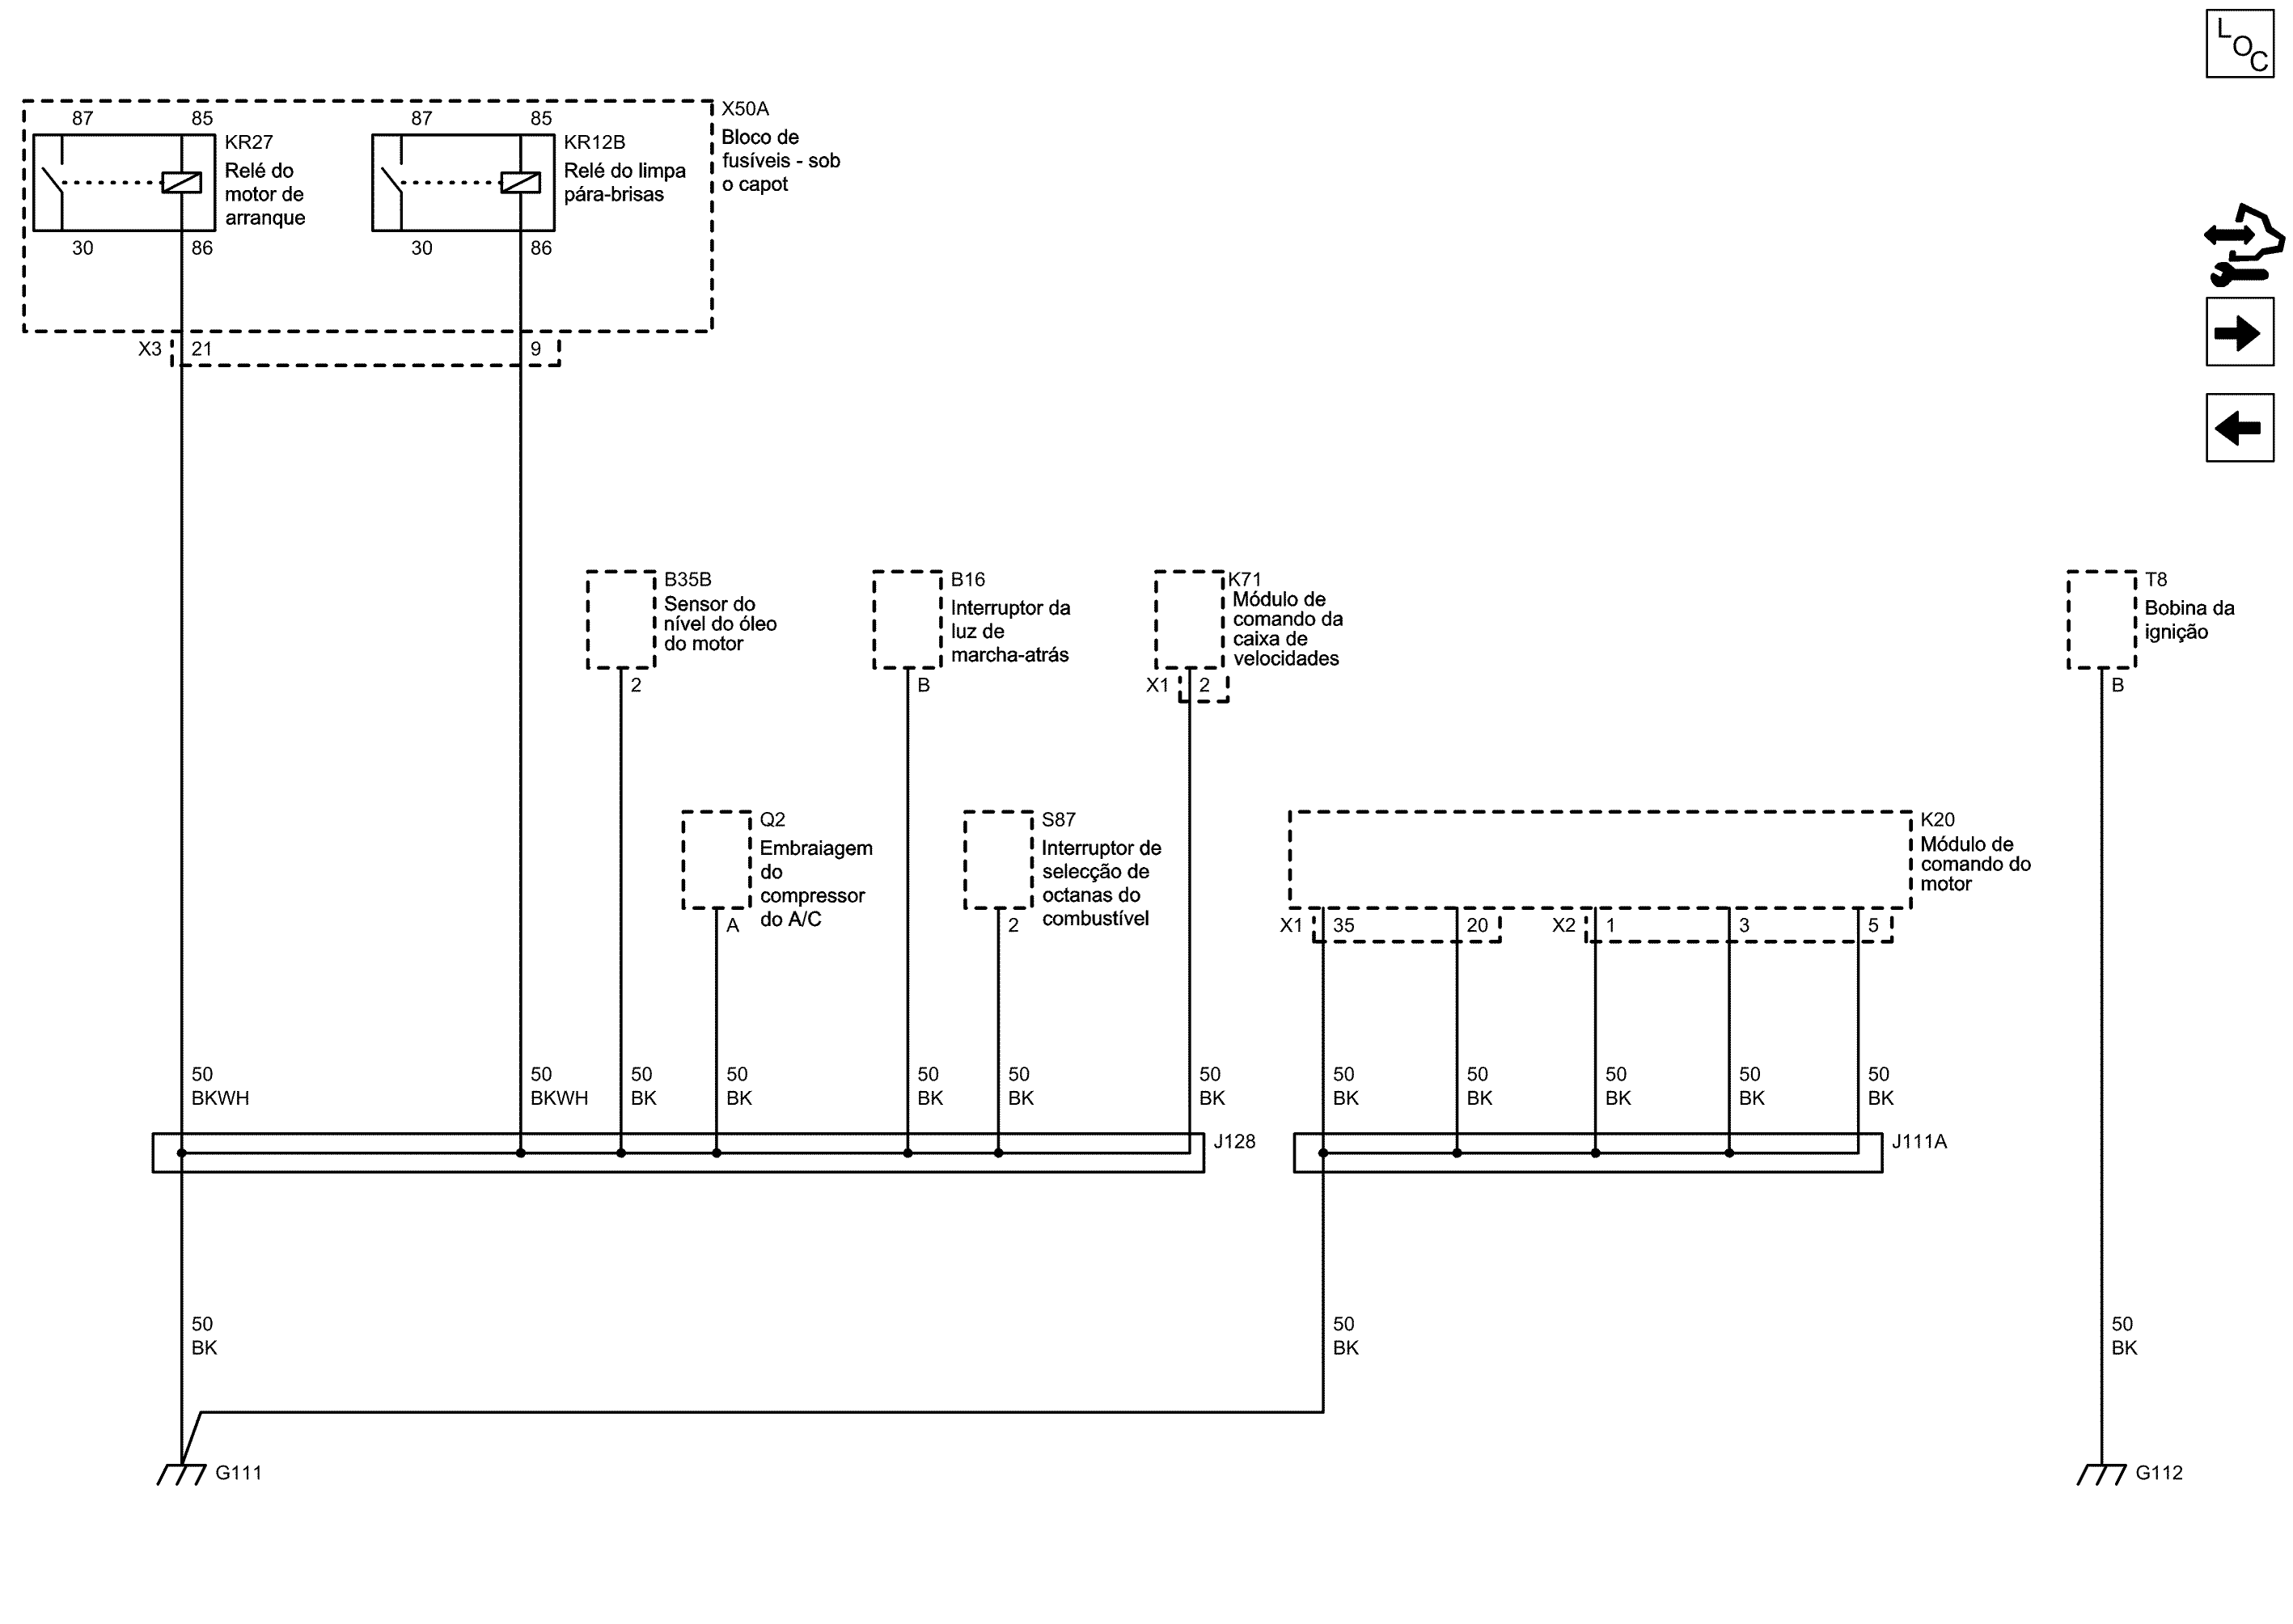 LOC
X50A
Bloco de
fusíveis - sob
o capot
87 85
KR27
Relé do
motor de
arranque
30 86
87 85
KR12B
Relé do limpa
pára-brisas
30 86
X3 21 9
B35B
Sensor do
nível do óleo
do motor
2
B16
Interruptor da
luz de
marcha-atrás
B
K71
Módulo de
comando da
caixa de
velocidades
X1 2
T8
Bobina da
ignição
B
Q2
Embraiagem
do
compressor
do A/C
A
S87
Interruptor de
selecção de
octanas do
combustível
2
K20
Módulo de
comando do
motor
X1 35 20 X2 1 3 5
50 50 50 50 50 50 50 50 50 50 50 50
BKWH BKWH BK BK BK BK BK BK BK BK BK BK
J128 J111A
50 50 50
BK BK BK
G111 G112